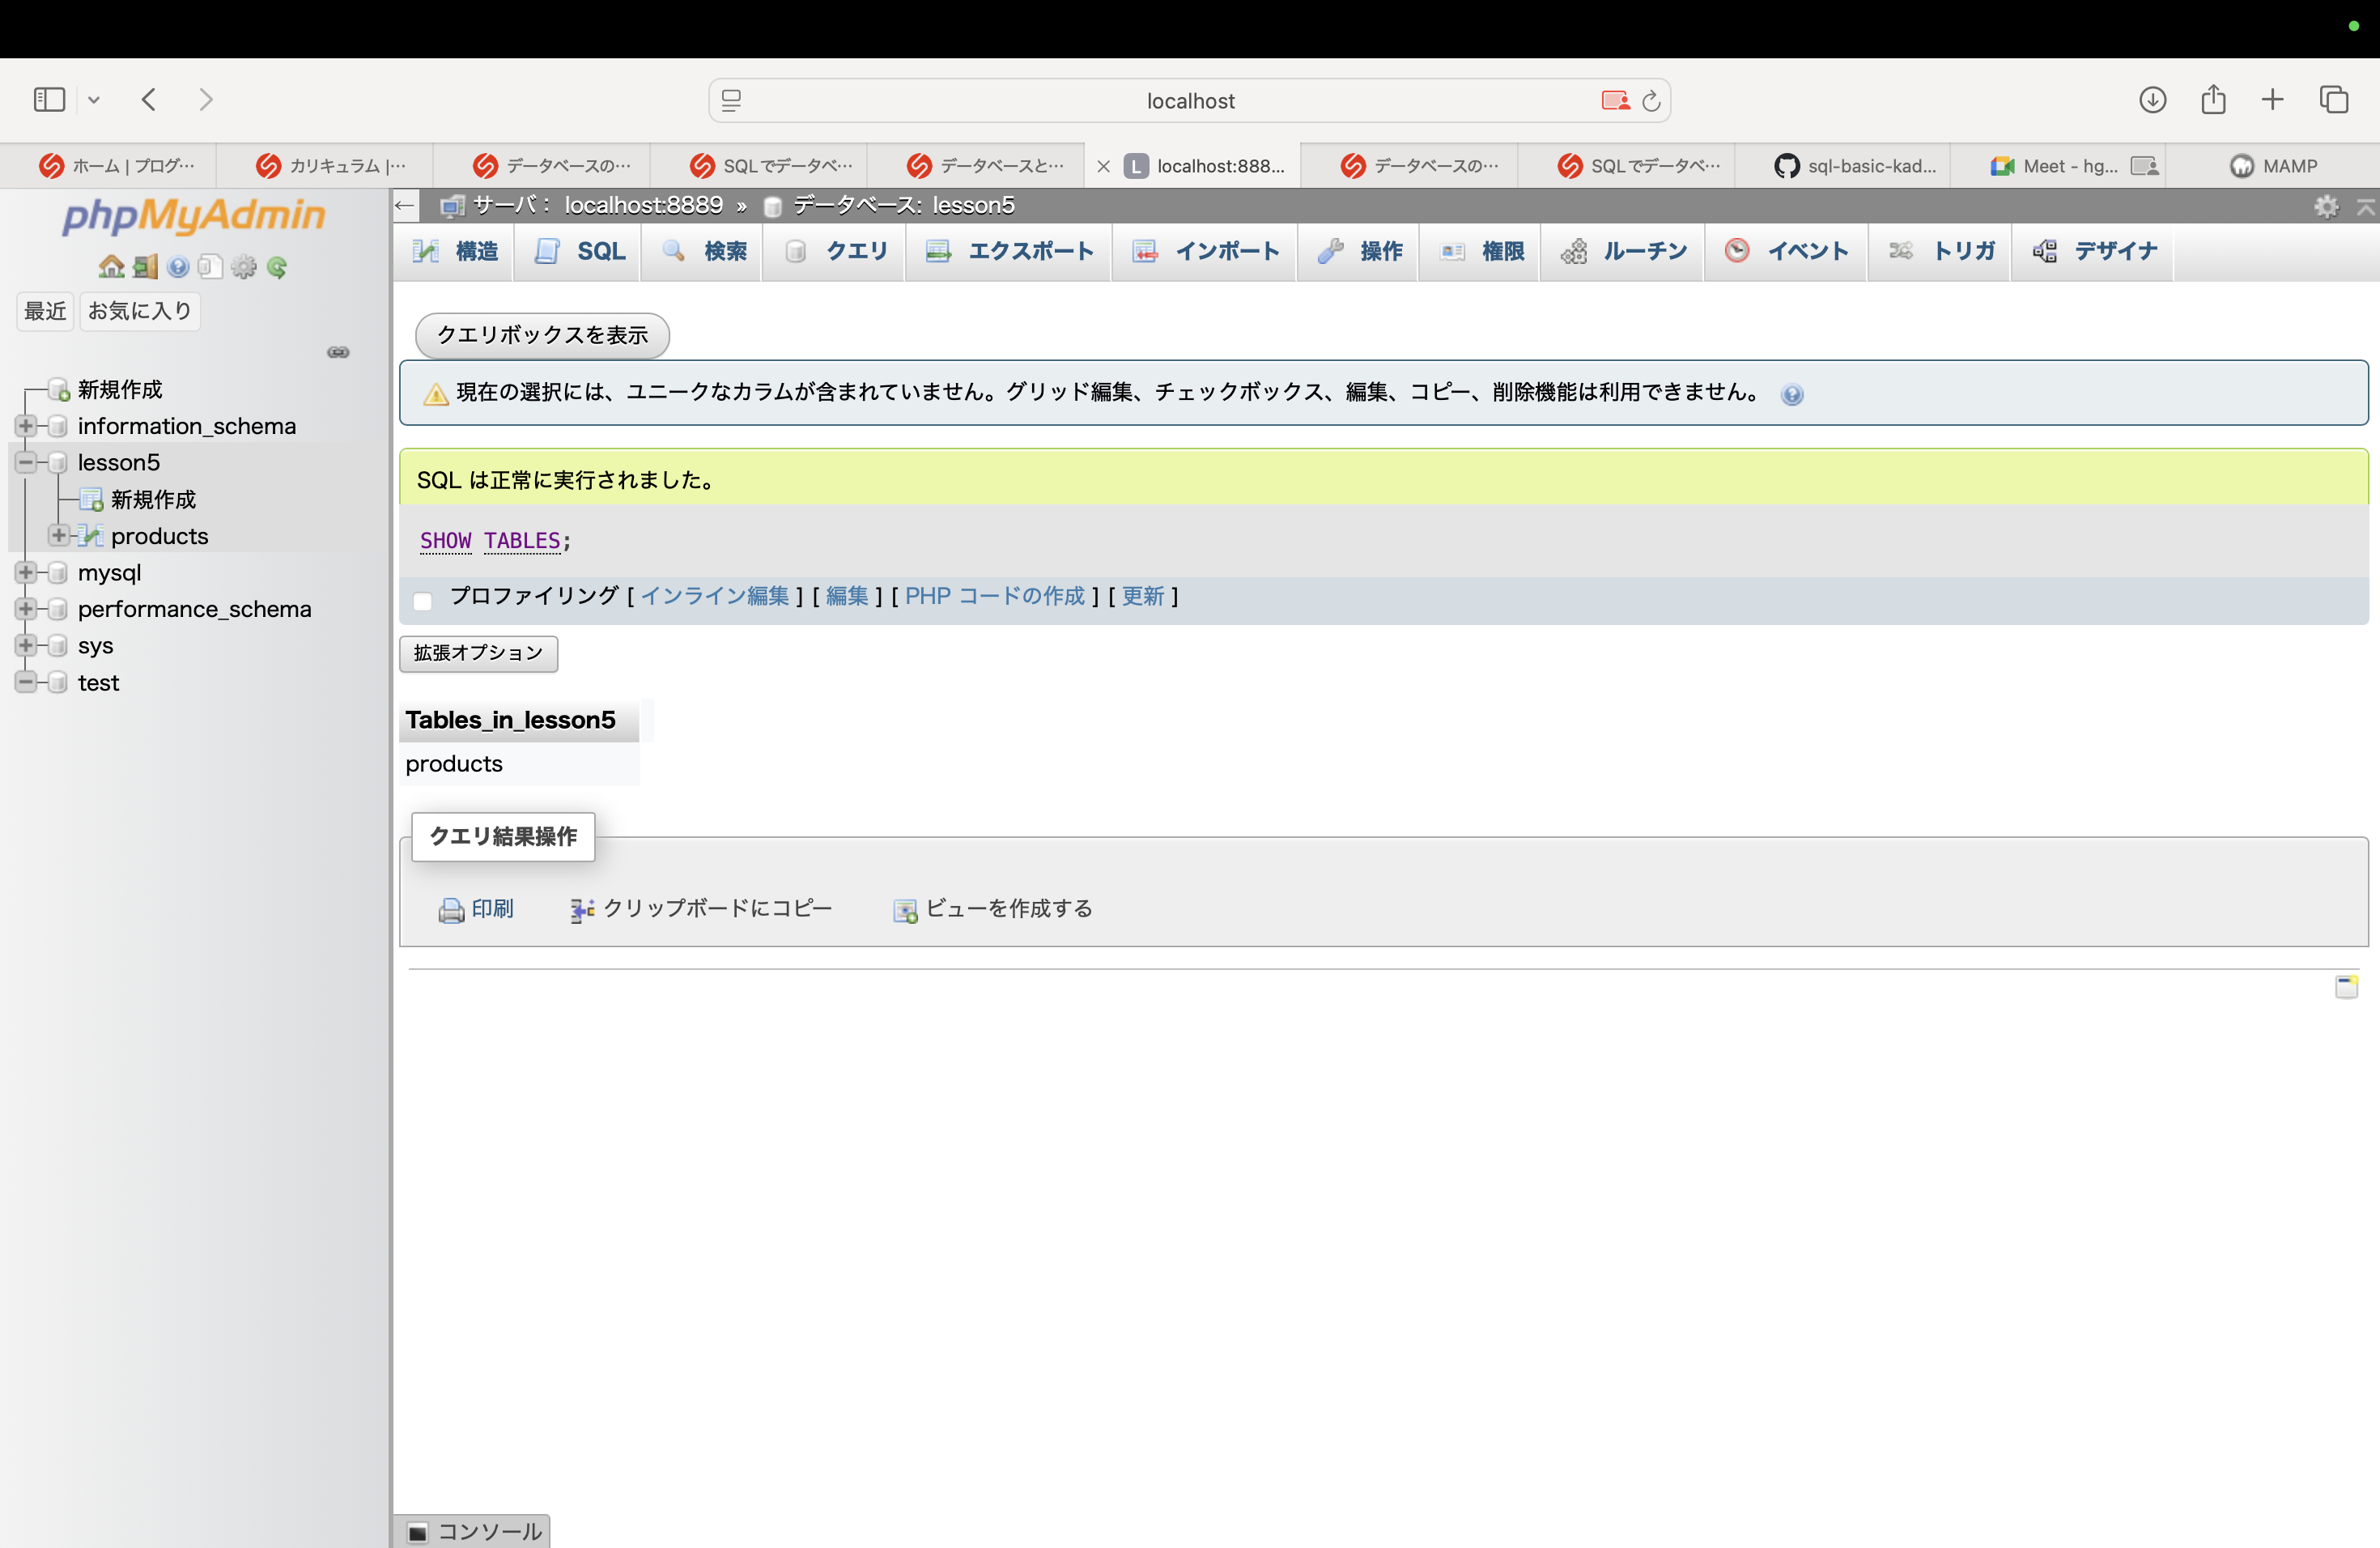 localhost
ホーム | プログ…
カリキュラム |…
データベースの…
SQLでデータベ…
データベースと…
L localhost:888...
データベースの…
SQLでデータベ…
sql-basic-kad...
Meet - hg...
MAMP
phpMyAdmin
最近 お気に入り
新規作成
information_schema
lesson5
新規作成
products
mysql
performance_schema
sys
test
サーバ: localhost:8889 » データベース: lesson5
構造 SQL 検索 クエリ エクスポート インポート 操作 権限 ルーチン イベント トリガ デザイナ
クエリボックスを表示
現在の選択には、ユニークなカラムが含まれていません。グリッド編集、チェックボックス、編集、コピー、削除機能は利用できません。
SQL は正常に実行されました。
SHOW TABLES;
プロファイリング [ インライン編集 ] [ 編集 ] [ PHP コードの作成 ] [ 更新 ]
拡張オプション
Tables_in_lesson5
products
クエリ結果操作
印刷 クリップボードにコピー ビューを作成する
コンソール